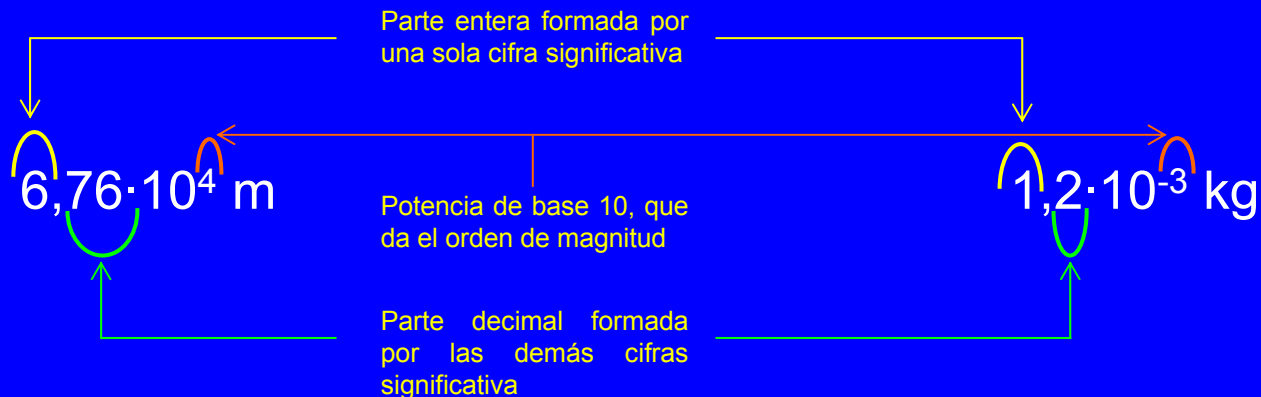 Parte entera formada por
una sola cifra significativa
6,76·10⁴ m
1,2·10⁻³ kg
Potencia de base 10, que
da el orden de magnitud
Parte decimal formada
por las demás cifras
significativa